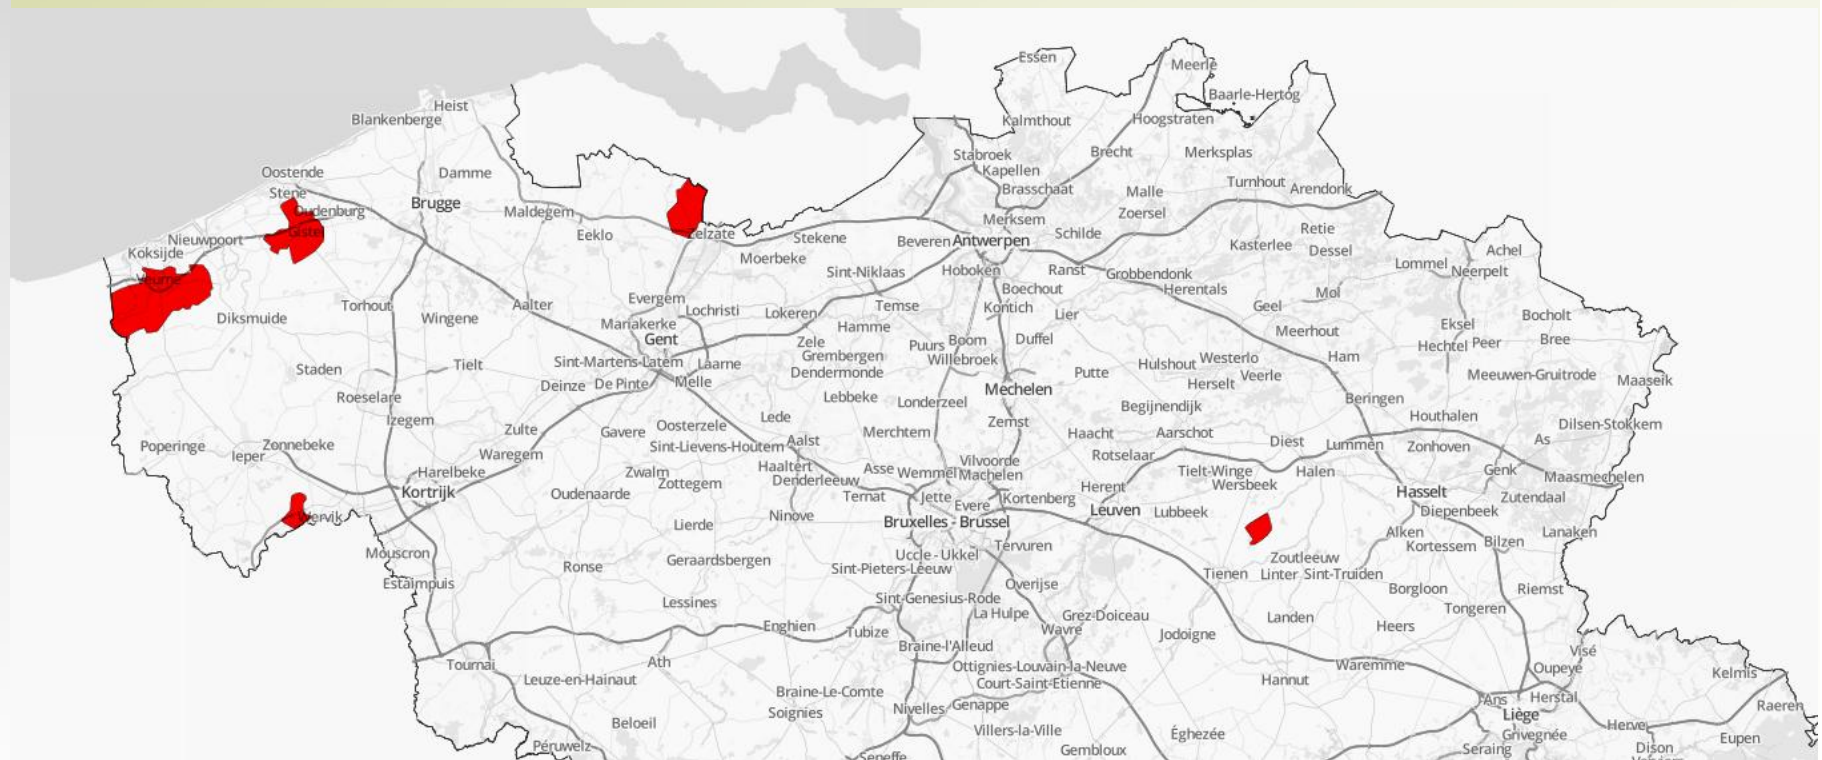 Essen
Meerle
Baarle-Hertog
Heist
Blankenberge
Kalmthout
Hoogstraten
Stabroek
Brecht
Merksplas
Oostende
Damme
Kapellen
Stene
Brasschaat
Malle
Turnhout
Arendonk
Oudenburg
Brugge
Maldegem
Merksem
Zoersel
Gistel
Eeklo
Zelzate
Stekene
Beveren
Antwerpen
Schilde
Retie
Nieuwpoort
Kasterlee
Dessel
Achel
Koksijde
Moerbeke
Lommel
Neerpelt
Veurne
Sint-Niklaas
Hoboken
Ranst
Grobbendonk
Boechout
Herentals
Mol
Torhout
Aalter
Evergem
Lochristi
Lokeren
Temse
Kontich
Lier
Geel
Bocholt
Diksmuide
Wingene
Mariakerke
Hamme
Meerhout
Eksel
Gent
Zele
Puurs
Boom
Duffel
Hechtel
Peer
Bree
Staden
Tielt
Sint-Martens-Latem
Laarne
Grembergen
Willebroek
Hulshout
Westerlo
Ham
Dendermonde
Putte
Veerle
Meeuwen-Gruitrode
Maaseik
Deinze
De Pinte
Melle
Mechelen
Herselt
Roeselare
Lebbeke
Londerzeel
Begijnendijk
Beringen
Izegem
Lede
Zemst
Houthalen
Zulte
Gavere
Oosterzele
Merchtem
Haacht
Aarschot
Dilsen-Stokkem
Poperinge
Zonnebeke
Sint-Lievens-Houtem
Aalst
Diest
Lummen
Zonhoven
As
Ieper
Waregem
Rotselaar
Harelbeke
Zwalm
Haaltert
Asse
Wemmel
Vilvoorde
Machelen
Tielt-Winge
Halen
Genk
Maasmechelen
Zottegem
Denderleeuw
Wersbeek
Kortrijk
Oudenaarde
Ternat
Jette
Evere
Kortenberg
Herent
Hasselt
Zutendaal
Wervik
Lierde
Ninove
Bruxelles - Brussel
Leuven
Lubbeek
Diepenbeek
Mouscron
Tervuren
Alken
Kortessem
Bilzen
Lanaken
Ronse
Geraardsbergen
Uccle - Ukkel
Zoutleeuw
Estaimpuis
Sint-Pieters-Leeuw
Overijse
Tienen
Linter
Sint-Truiden
Borgloon
Riemst
Lessines
Sint-Genesius-Rode
La Hulpe
Grez-Doiceau
Landen
Tongeren
Enghien
Tubize
Wavre
Jodoigne
Heers
Braine-l'Alleud
Visé
Tournai
Ath
Ottignies-Louvain-la-Neuve
Waremme
Oupeye
Kelmis
Leuze-en-Hainaut
Court-Saint-Etienne
Hannut
Braine-Le-Comte
Ans
Herstal
Raeren
Soignies
Nivelles
Genappe
Liège
Beloeil
Villers-la-Ville
Éghezée
Grivegnée
Herve
Eupen
Péruwelz
Seneffe
Gembloux
Seraing
Dison